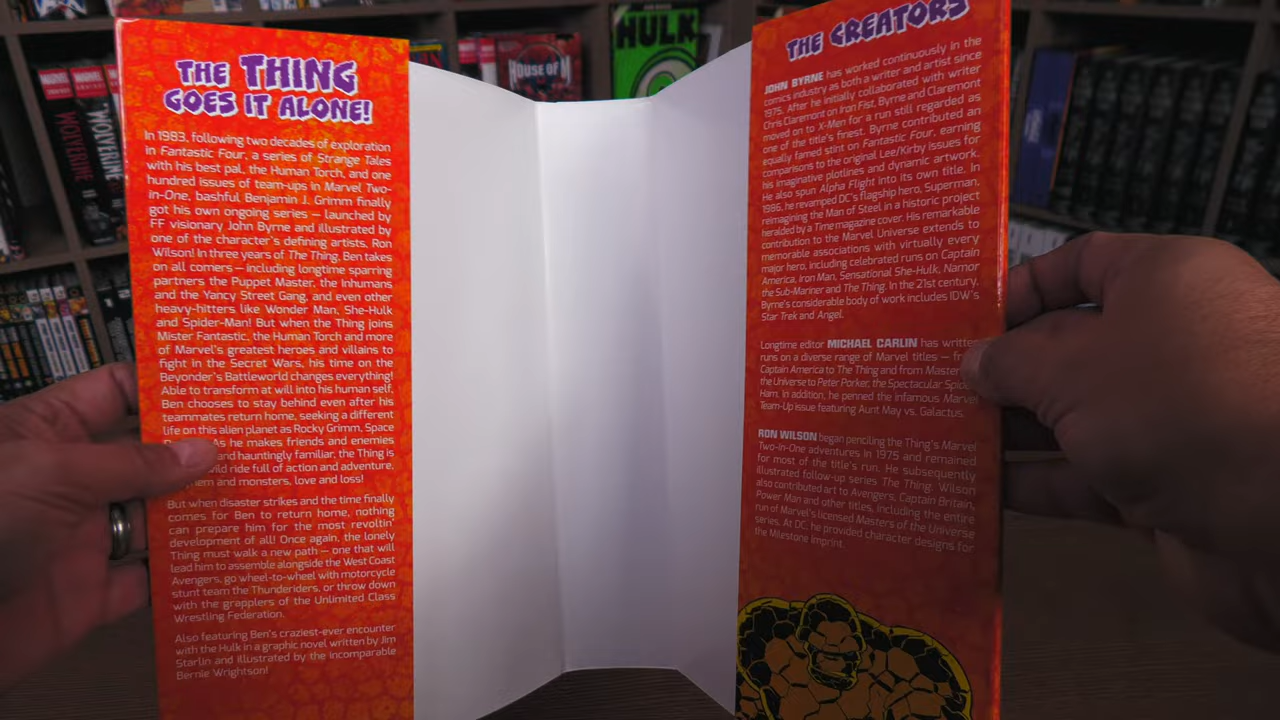 THE THING
GOES IT ALONE!
In 1983, following two decades of exploration
in Fantastic Four, a series of Strange Tales
with his best pal, the Human Torch, and one
hundred issues of team-ups in Marvel Two-
in-One, bashful Benjamin J. Grimm finally
got his own ongoing series — launched by
FF visionary John Byrne and illustrated by
one of the character's defining artists, Ron
Wilson! In three years of The Thing, Ben takes
on all comers — including longtime sparring
partners the Puppet Master, the Inhumans
and the Yancy Street Gang, and even other
heavy-hitters like Wonder Man, She-Hulk
and Spider-Man! But when the Thing joins
Mister Fantastic, the Human Torch and more
of Marvel's greatest heroes and villains to
fight in the Secret Wars, his time on the
Beyonder's Battleworld changes everything!
Able to transform at will into his human self,
Ben chooses to stay behind even after his
teammates return home, seeking a different
life on this alien planet as Rocky Grimm, Space
As he makes friends and enemies
and hauntingly familiar, the Thing is
wild ride full of action and adventure,
and monsters, love and loss!
But when disaster strikes and the time finally
comes for Ben to return home, nothing
can prepare him for the most revoltin'
development of all! Once again, the lonely
Thing must walk a new path — one that will
lead him to assemble alongside the West Coast
Avengers, go wheel-to-wheel with motorcycle
stunt team the Thunderiders, or throw down
with the grapplers of the Unlimited Class
Wrestling Federation.
Also featuring Ben's craziest-ever encounter
with the Hulk in a graphic novel written by Jim
Starlin and illustrated by the incomparable
Bernie Wrightson!
MARVEL
MARVEL
WOLVERINE
WOLVERINE
HOUSE OF M
HULK
THE CREATORS
JOHN BYRNE has worked continuously in the
comics industry as both a writer and artist since
1975. After he initially collaborated with writer
Chris Claremont on Iron Fist, Byrne and Claremont
moved on to X-Men for a run still regarded as
one of the title's finest. Byrne contributed an
equally famed stint on Fantastic Four, earning
comparisons to the original Lee/Kirby issues for
his imaginative plotlines and dynamic artwork.
He also spun Alpha Flight into its own title. In
1986, he revamped DC's flagship hero, Superman,
reimagining the Man of Steel in a historic project
heralded by a Time magazine cover. His remarkable
contribution to the Marvel Universe extends to
memorable associations with virtually every
major hero, including celebrated runs on Captain
America, Iron Man, Sensational She-Hulk, Namor
the Sub-Mariner and The Thing. In the 21st century,
Byrne's considerable body of work includes IDW's
Star Trek and Angel.
Longtime editor MICHAEL CARLIN has written
runs on a diverse range of Marvel titles — from
Captain America to The Thing and from Masters
the Universe to Peter Porker, the Spectacular Spider-
Ham. In addition, he penned the infamous Marvel
Team-Up issue featuring Aunt May vs. Galactus.
RON WILSON began penciling the Thing's Marvel
Two-In-One adventures in 1975 and remained
for most of the title's run. He subsequently
illustrated follow-up series The Thing. Wilson
also contributed art to Avengers, Captain Britain,
Power Man and other titles, including the entire
run of Marvel's licensed Masters of the Universe
series. At DC, he provided character designs for
the Milestone Imprint.